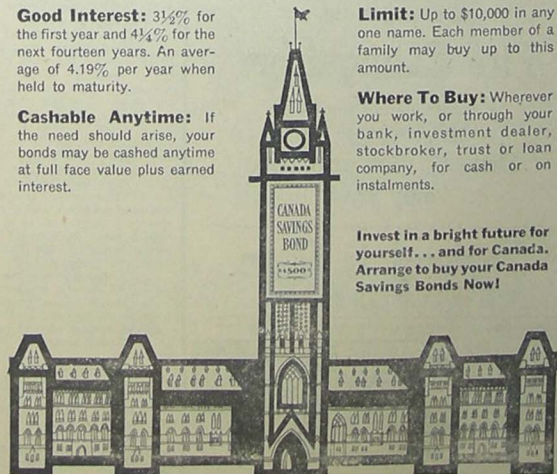 Good Interest: 3½% for
the first year and 4¼% for the
next fourteen years. An aver-
age of 4.19% per year when
held to maturity.
Cashable Anytime: If
the need should arise, your
bonds may be cashed anytime
at full face value plus earned
interest.
CANADA
SAVINGS
BOND
$500
Limit: Up to $10,000 in any
one name. Each member of a
family may buy up to this
amount.
Where To Buy: Wherever
you work, or through your
bank, investment dealer,
stockbroker, trust or loan
company, for cash or on
instalments.
Invest in a bright future for
yourself...and for Canada.
Arrange to buy your Canada
Savings Bonds Now!